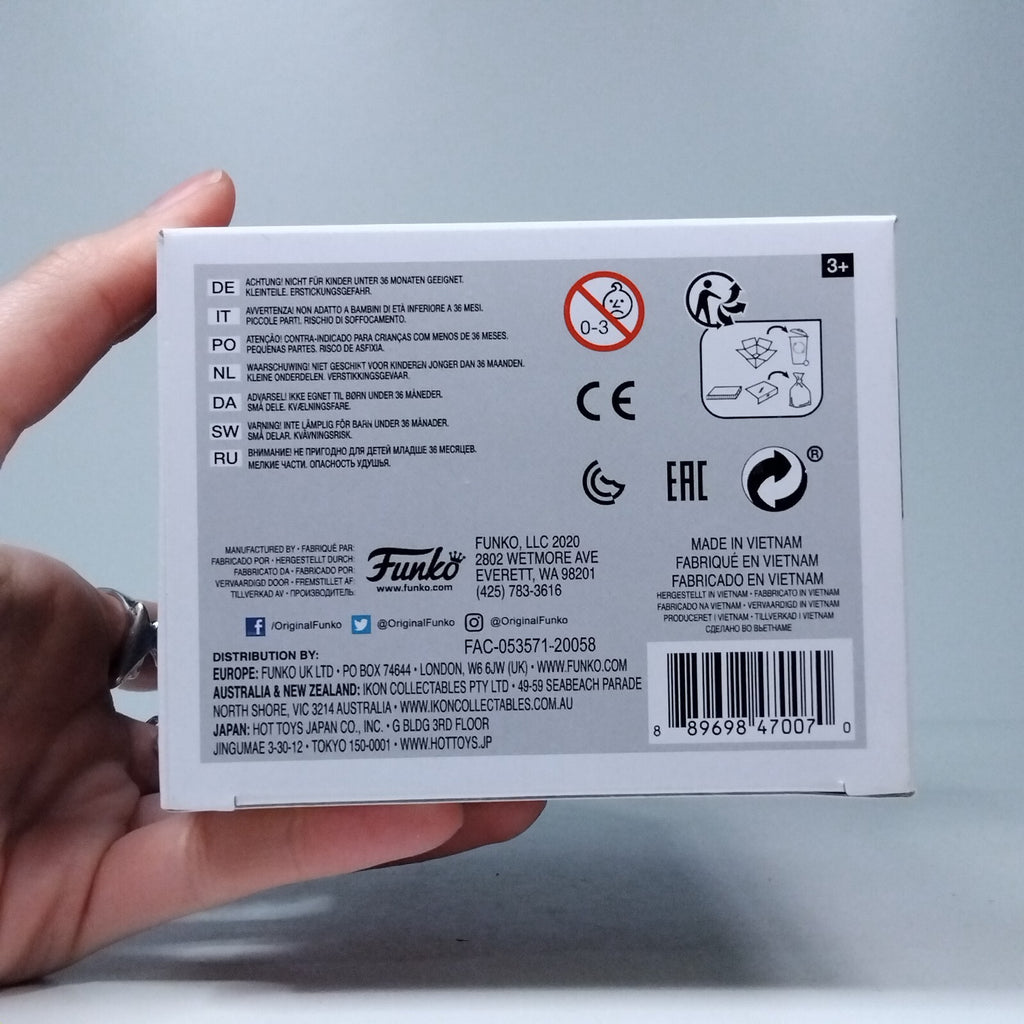 3+
DE ACHTUNG! NICHT FÜR KINDER UNTER 36 MONATEN GEEIGNET.
KLEINTEILE. ERSTICKUNGSGEFAHR.
IT AVVERTENZA! NON ADATTO A BAMBINI DI ETÀ INFERIORE A 36 MESI.
PICCOLE PARTI. RISCHIO DI SOFFOCAMENTO.
PO ATENÇÃO! CONTRA-INDICADO PARA CRIANÇAS COM MENOS DE 36 MESES.
PEQUENAS PARTES. RISCO DE ASFIXIA.
NL WAARSCHUWING! NIET GESCHIKT VOOR KINDEREN JONGER DAN 36 MAANDEN.
KLEINE ONDERDELEN. VERSTIKKINGSGEVAAR.
DA ADVARSEL! IKKE EGNET TIL BØRN UNDER 36 MÅNEDER.
SMÅ DELE. KVÆLNINGSFARE.
SW VARNING! INTE LÄMPLIG FÖR BARN UNDER 36 MÅNADER.
SMÅ DELAR. KVÄVNINGSRISK.
RU ВНИМАНИЕ! НЕ ПРИГОДНО ДЛЯ ДЕТЕЙ МЛАДШЕ 36 МЕСЯЦЕВ.
МЕЛКИЕ ЧАСТИ. ОПАСНОСТЬ УДУШЬЯ.
0-3
CE
EAC
®
MANUFACTURED BY • FABRIQUÉ PAR:
FABRICADO POR • HERGESTELLT DURCH:
FABBRICATO DA • FABRICADO POR:
VERVAARDIGD DOOR • FREMSTILLET AF:
TILLVERKAD AV • ПРОИЗВОДИТЕЛЬ:
Funko
www.funko.com
FUNKO, LLC 2020
2802 WETMORE AVE
EVERETT, WA 98201
(425) 783-3616
MADE IN VIETNAM
FABRIQUÉ EN VIETNAM
FABRICADO EN VIETNAM
HERGESTELLT IN VIETNAM • FABBRICATO IN VIETNAM
FABRICADO NA VIETNAM • VERVAARDIGD IN VIETNAM
PRODUCERET I VIETNAM • TILLVERKAD I VIETNAM
СДЕЛАНО ВО ВЬЕТНАМЕ
/OriginalFunko @OriginalFunko @OriginalFunko
FAC-053571-20058
DISTRIBUTION BY:
EUROPE: FUNKO UK LTD • PO BOX 74644 • LONDON, W6 6JW (UK) • WWW.FUNKO.COM
AUSTRALIA & NEW ZEALAND: IKON COLLECTABLES PTY LTD • 49-59 SEABEACH PARADE
NORTH SHORE, VIC 3214 AUSTRALIA • WWW.IKONCOLLECTABLES.COM.AU
JAPAN: HOT TOYS JAPAN CO., INC. • G BLDG 3RD FLOOR
JINGUMAE 3-30-12 • TOKYO 150-0001 • WWW.HOTTOYS.JP
8 89698 47007 0